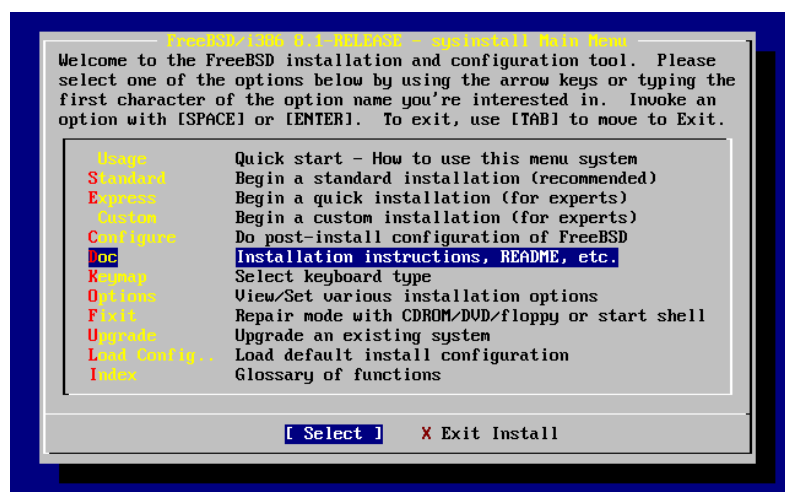 FreeBSD/i386 8.1-RELEASE - sysinstall Main Menu
Welcome to the FreeBSD installation and configuration tool.  Please
select one of the options below by using the arrow keys or typing the
first character of the option name you're interested in.  Invoke an
option with [SPACE] or [ENTER].  To exit, use [TAB] to move to Exit.
Usage Quick start - How to use this menu system
Standard Begin a standard installation (recommended)
Express Begin a quick installation (for experts)
Custom Begin a custom installation (for experts)
Configure Do post-install configuration of FreeBSD
Doc Installation instructions, README, etc.
Keymap Select keyboard type
Options View/Set various installation options
Fixit Repair mode with CDROM/DVD/floppy or start shell
Upgrade Upgrade an existing system
Load Config.. Load default install configuration
Index Glossary of functions
[ Select ] X Exit Install